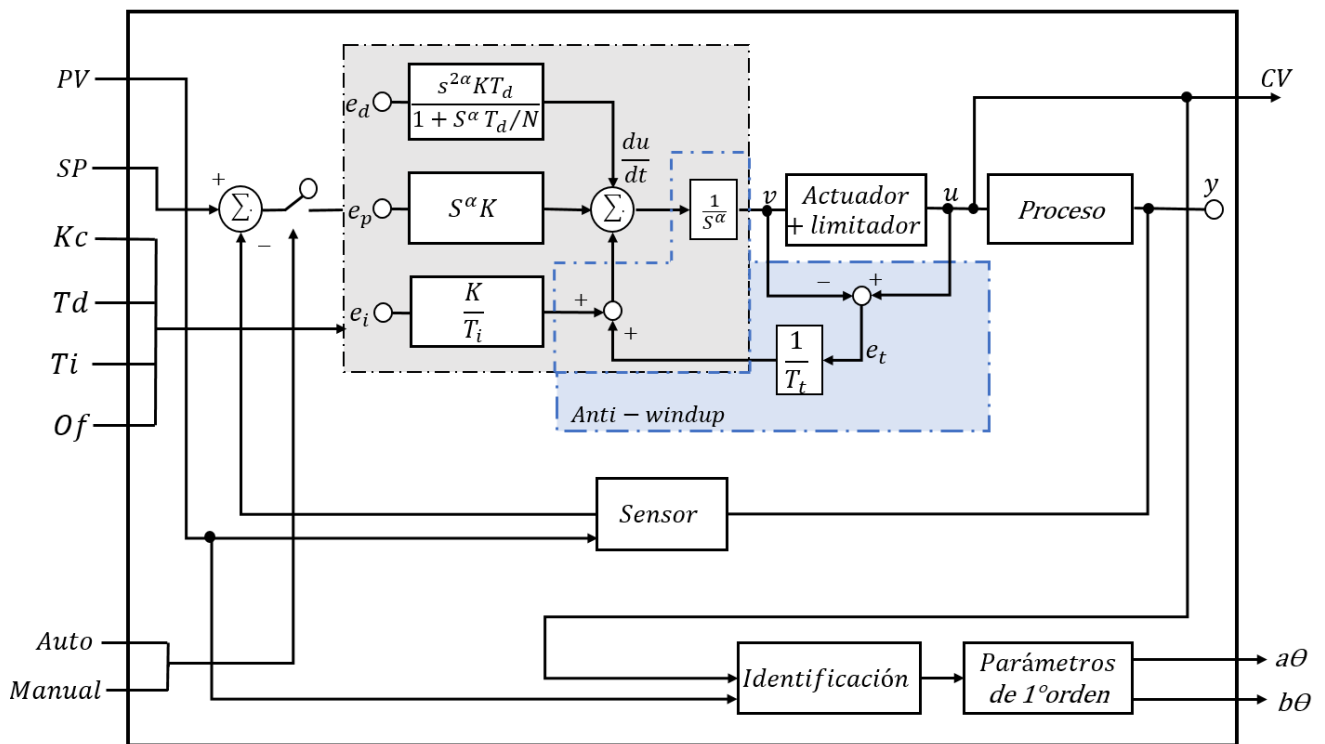 PV
SP
Kc
Td
Ti
Of
Auto
Manual
+
Σ
−
e_d
s^{2α} K T_d
1 + S^α T_d/N
e_p
S^α K
e_i
K
T_i
du
dt
Σ
+
+
1
S^α
v
Actuador
+ limitador
u
Proceso
y
CV
−
+
e_t
1
T_t
Anti − windup
Sensor
Identificación
Parámetros
de 1°orden
aΘ
bΘ